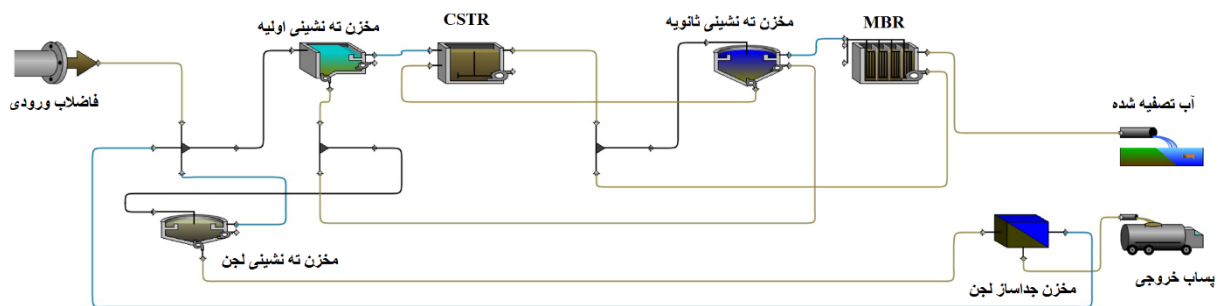 CSTR
مخزن ته نشینی اولیه
مخزن ته نشینی ثانویه
MBR
فاضلاب ورودی
آب تصفیه شده
مخزن ته نشینی لجن
مخزن جداساز لجن
پساب خروجی